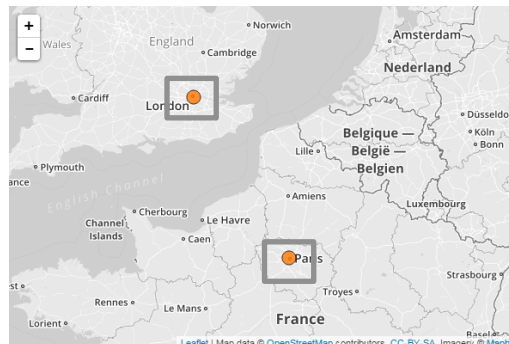 +
−
Norwich
Wales
England
Cambridge
Amsterdam
Nederland
Cardiff
London
Düsseldo
Köln
Bonn
Belgique —
België —
Belgien
Lille
Plymouth
ance
English Channel
Amiens
Luxembourg
Cherbourg
Le Havre
Channel
Islands
Caen
Paris
Strasbourg
st
Troyes
Rennes
Le Mans
Lorient
France
Basel
Leaflet | Map data © OpenStreetMap contributors, CC-BY-SA, Imagery © Mapb